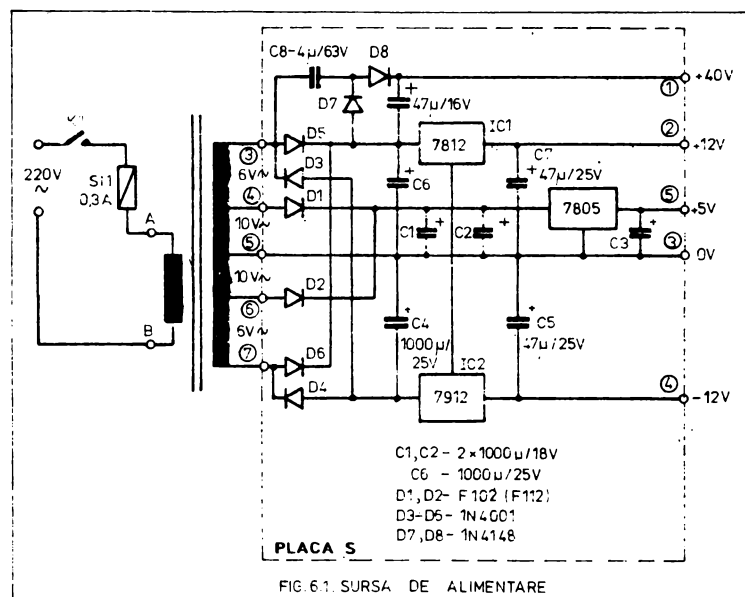 C8-4µ/63V
D8
+40V
①
D7
47µ/16V
IC1
②
D5
7812
+12V
③
220V
~
Si1
0,3A
6V~
D3
C6
C7
47µ/25V
④
D1
7805
⑤
+5V
A
10V~
C1
C2
C3
⑤
③
0V
10V~
D2
⑥
C4
1000µ/
25V
C5
47µ/25V
B
6V~
D6
IC2
⑦
D4
7912
④
-12V
C1,C2- 2×1000µ/18V
C6 - 1000µ/25V
D1,D2- F102 (F112)
D3-D5- 1N4001
D7,D8- 1N4148
PLACA S
FIG.6.1. SURSA DE ALIMENTARE